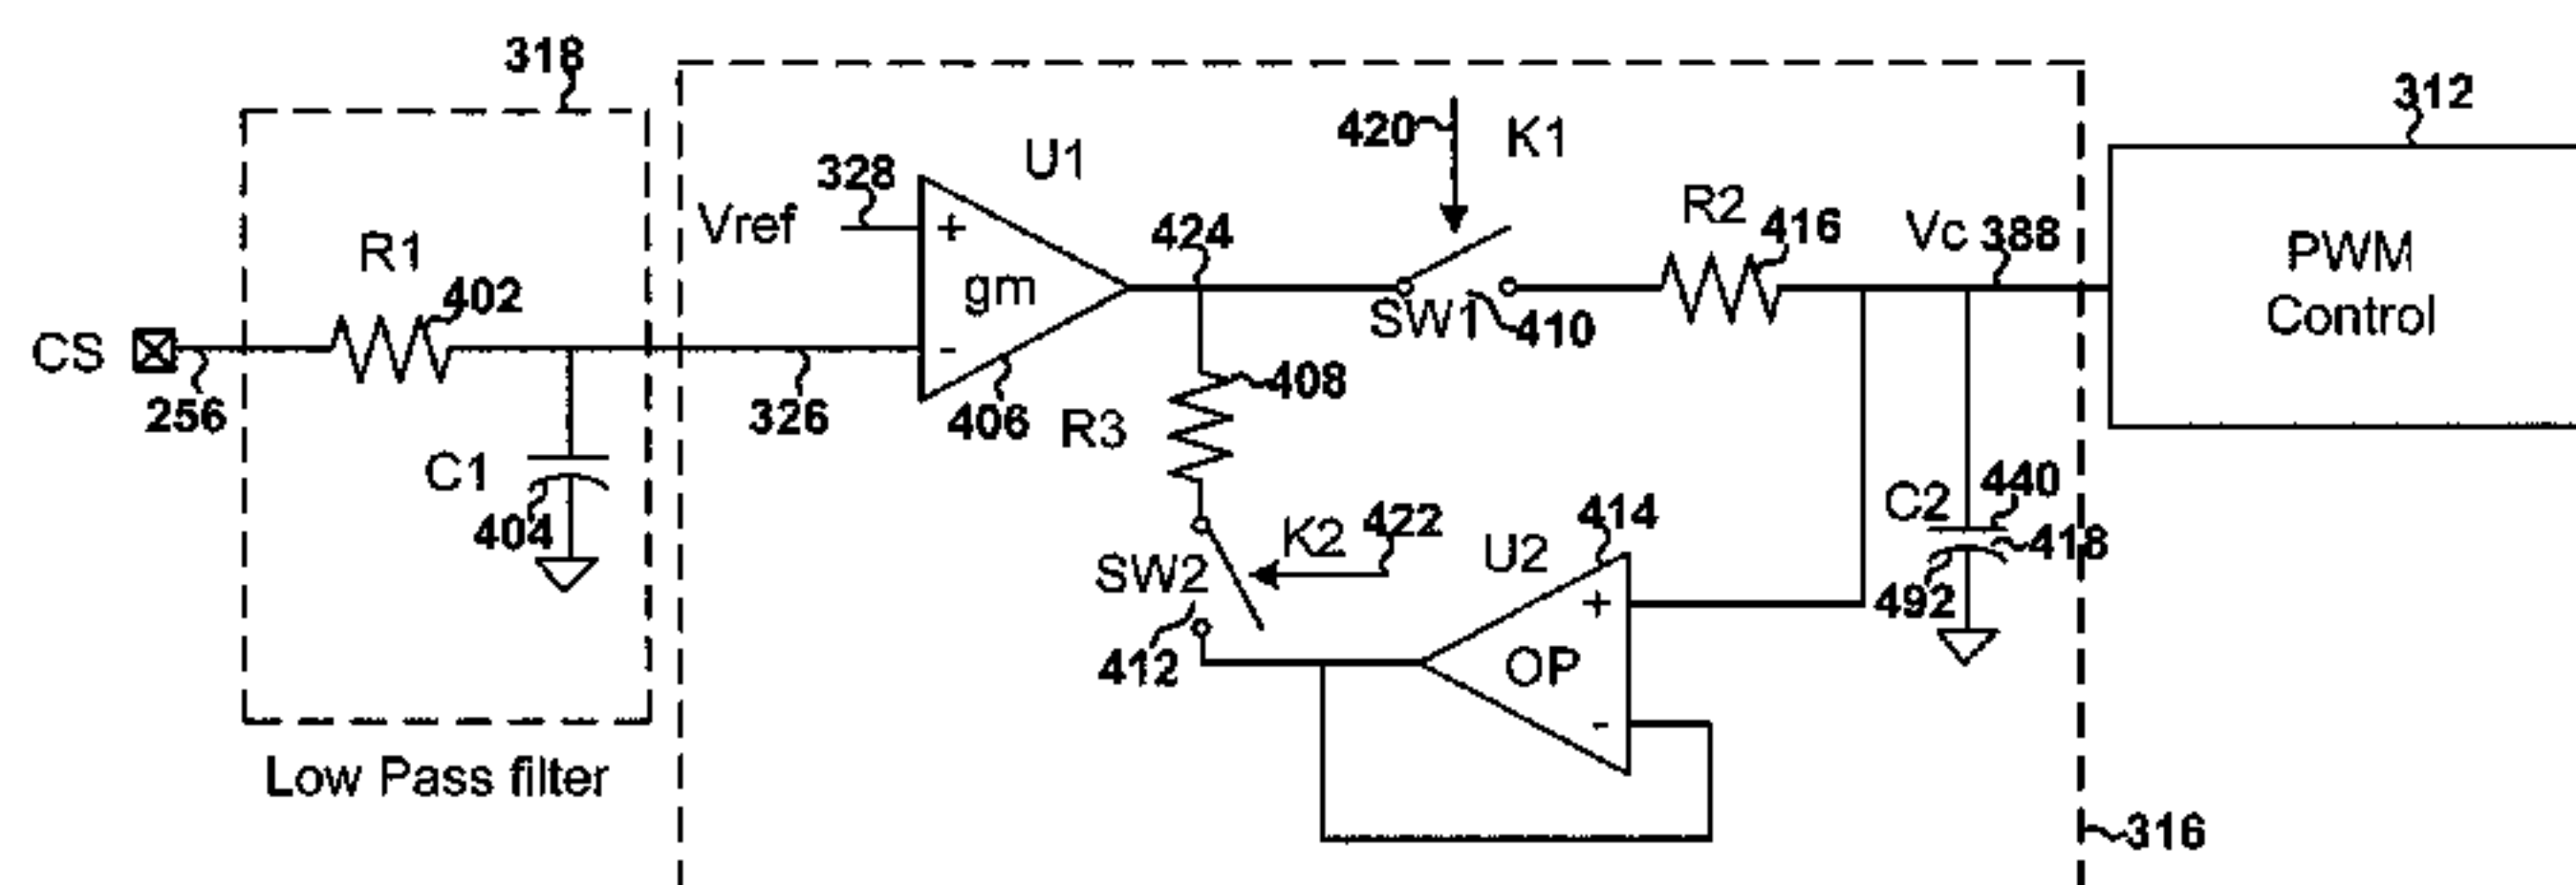 318
312
420
K1
U1
328
Vref
+
gm
-
424
R2
416
Vc 388
PWM
Control
R1
402
SW1
410
CS
256
326
406
R3
408
C1
404
K2
422
SW2
412
U2
414
+
OP
-
C2
440
418
492
Low Pass filter
316